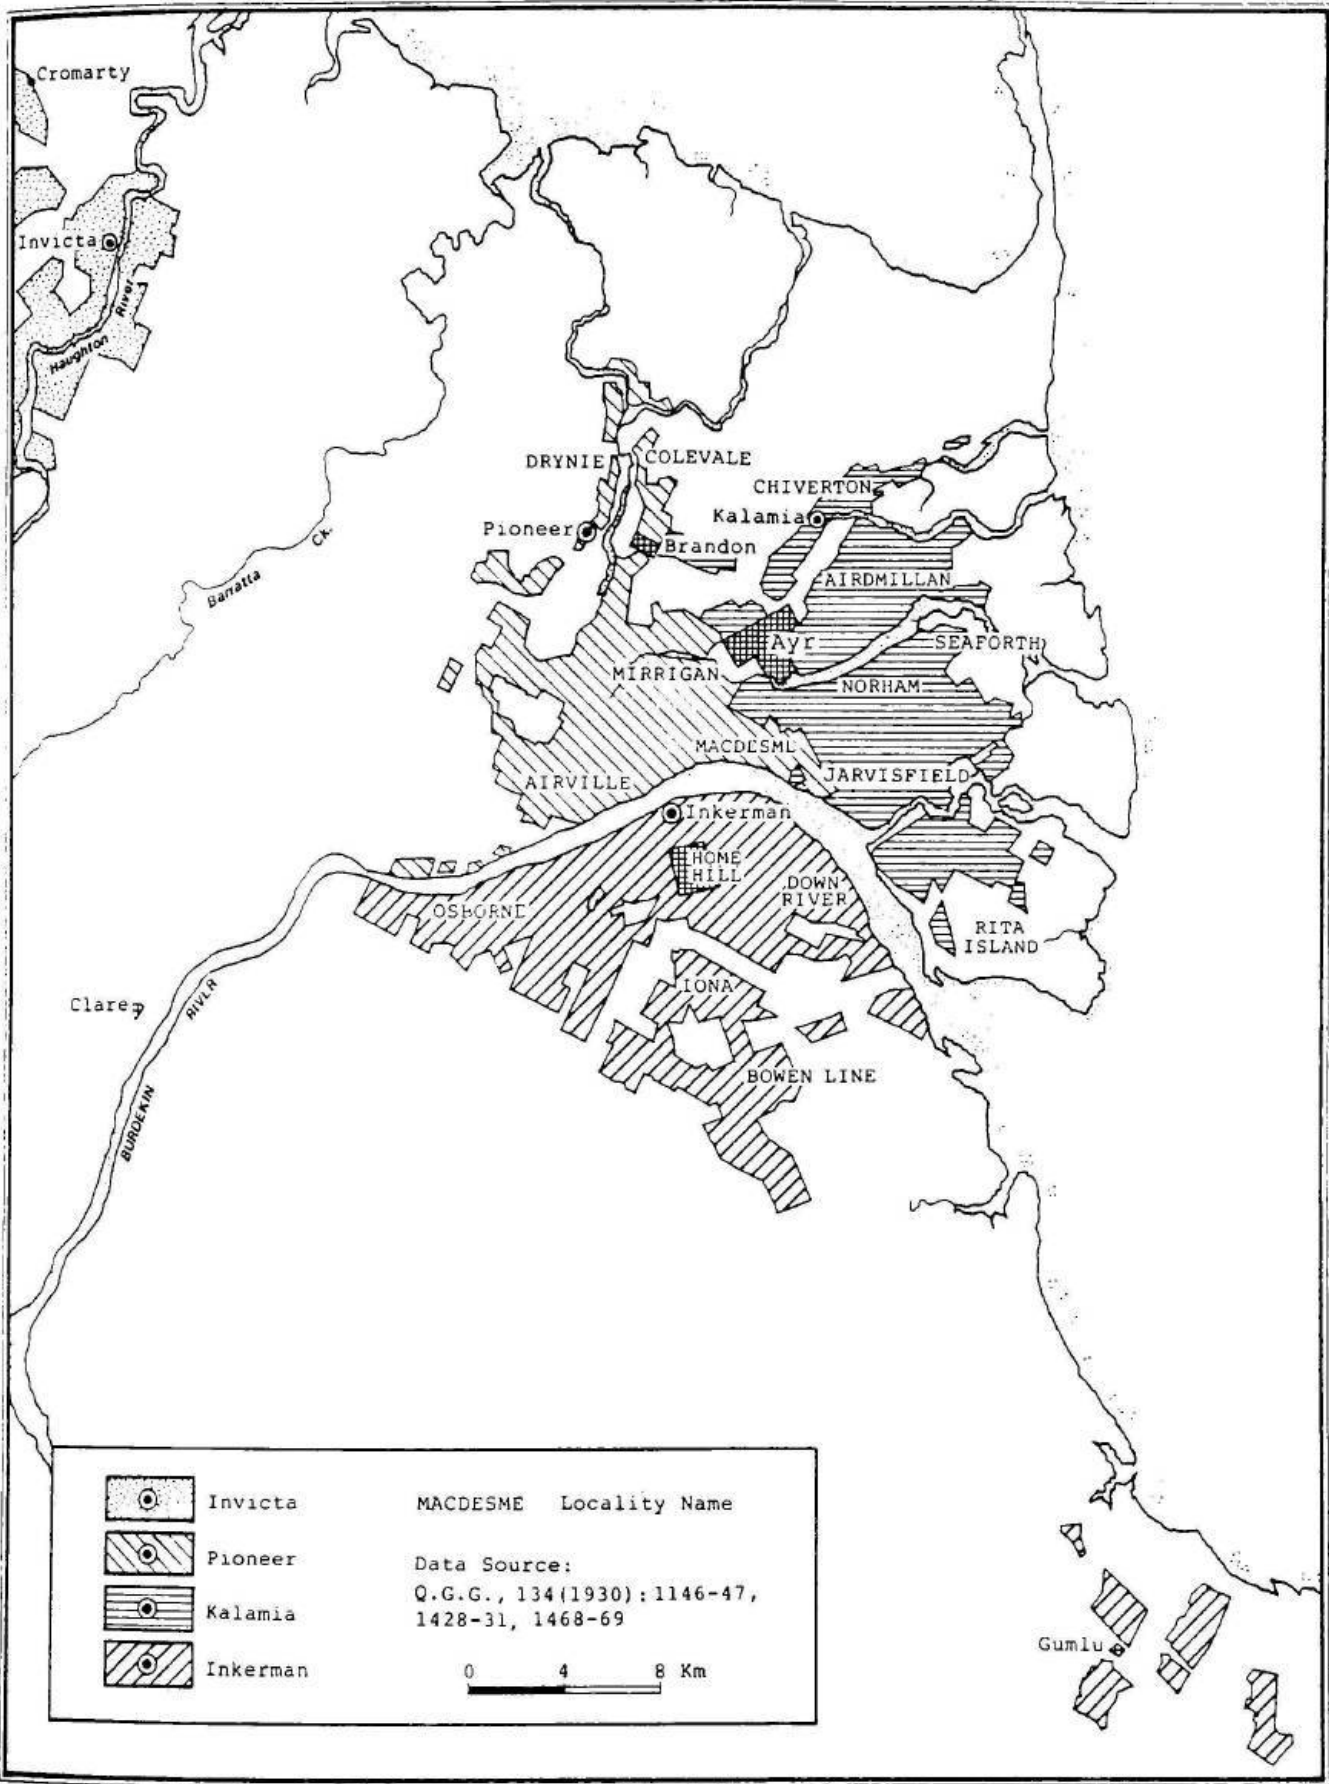 Cromarty
Invicta
Haughton
River
DRYNIE
COLEVALE
CHIVERTON
Pioneer
Kalamia
Brandon
Ck.
Barratta
AIRDMILLAN
Ayr
SEAFORTH
MIRRIGAN
NORHAM
MACDESME
AIRVILLE
JARVISFIELD
Inkerman
HOME
HILL
DOWN
RIVER
OSBORNE
RITA
ISLAND
IONA
Clare
RIVER
BURDEKIN
BOWEN LINE
Invicta
MACDESME Locality Name
Pioneer
Data Source:
Q.G.G., 134(1930):1146-47,
1428-31, 1468-69
Kalamia
Inkerman
0 4 8 Km
Gumlu